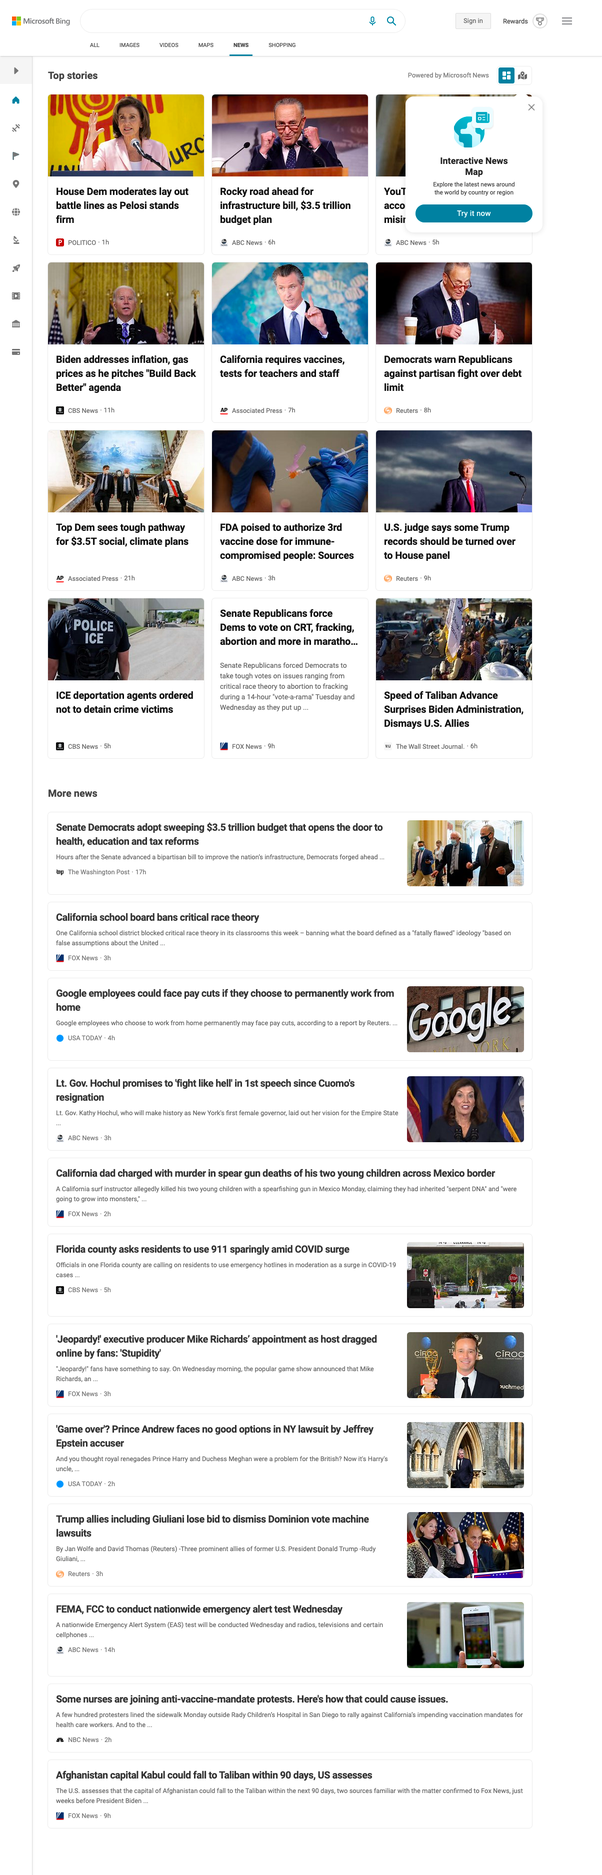 Microsoft Bing
Sign in
Rewards
ALL
IMAGES
VIDEOS
MAPS
NEWS
SHOPPING
Top stories
Powered by Microsoft News
House Dem moderates lay out
battle lines as Pelosi stands
firm
POLITICO · 1h
Rocky road ahead for
infrastructure bill, $3.5 trillion
budget plan
ABC News · 6h
YouT
acco
misin
ABC News · 5h
Interactive News
Map
Explore the latest news around
the world by country or region
Try it now
Biden addresses inflation, gas
prices as he pitches "Build Back
Better" agenda
CBS News · 11h
California requires vaccines,
tests for teachers and staff
AP
Associated Press · 7h
Democrats warn Republicans
against partisan fight over debt
limit
Reuters · 8h
Top Dem sees tough pathway
for $3.5T social, climate plans
AP
Associated Press · 21h
FDA poised to authorize 3rd
vaccine dose for immune-
compromised people: Sources
ABC News · 3h
U.S. judge says some Trump
records should be turned over
to House panel
Reuters · 9h
POLICE
ICE
ICE deportation agents ordered
not to detain crime victims
CBS News · 5h
Senate Republicans force
Dems to vote on CRT, fracking,
abortion and more in maratho...
Senate Republicans forced Democrats to
take tough votes on issues ranging from
critical race theory to abortion to fracking
during a 14-hour "vote-a-rama" Tuesday and
Wednesday as they put up ...
FOX News · 9h
Speed of Taliban Advance
Surprises Biden Administration,
Dismays U.S. Allies
The Wall Street Journal. · 6h
More news
Senate Democrats adopt sweeping $3.5 trillion budget that opens the door to
health, education and tax reforms
Hours after the Senate advanced a bipartisan bill to improve the nation's infrastructure, Democrats forged ahead ...
wp
The Washington Post · 17h
California school board bans critical race theory
One California school district blocked critical race theory in its classrooms this week – banning what the board defined as a "fatally flawed" ideology "based on
false assumptions about the United ...
FOX News · 3h
Google employees could face pay cuts if they choose to permanently work from
home
Google employees who choose to work from home permanently may face pay cuts, according to a report by Reuters. ...
USA TODAY · 4h
Google
Lt. Gov. Hochul promises to 'fight like hell' in 1st speech since Cuomo's
resignation
Lt. Gov. Kathy Hochul, who will make history as New York's first female governor, laid out her vision for the Empire State
...
ABC News · 3h
California dad charged with murder in spear gun deaths of his two young children across Mexico border
A California surf instructor allegedly killed his two young children with a spearfishing gun in Mexico Monday, claiming they had inherited "serpent DNA" and "were
going to grow into monsters," ...
FOX News · 2h
Florida county asks residents to use 911 sparingly amid COVID surge
Officials in one Florida county are calling on residents to use emergency hotlines in moderation as a surge in COVID-19
cases ...
CBS News · 5h
'Jeopardy!' executive producer Mike Richards' appointment as host dragged
online by fans: 'Stupidity'
"Jeopardy!" fans have something to say. On Wednesday morning, the popular game show announced that Mike
Richards, an ...
FOX News · 3h
CÎROC
'Game over'? Prince Andrew faces no good options in NY lawsuit by Jeffrey
Epstein accuser
And you thought royal renegades Prince Harry and Duchess Meghan were a problem for the British? Now it's Harry's
uncle, ...
USA TODAY · 2h
Trump allies including Giuliani lose bid to dismiss Dominion vote machine
lawsuits
By Jan Wolfe and David Thomas (Reuters) -Three prominent allies of former U.S. President Donald Trump -Rudy
Giuliani, ...
Reuters · 3h
FEMA, FCC to conduct nationwide emergency alert test Wednesday
A nationwide Emergency Alert System (EAS) test will be conducted Wednesday and radios, televisions and certain
cellphones ...
ABC News · 14h
Some nurses are joining anti-vaccine-mandate protests. Here's how that could cause issues.
A few hundred protesters lined the sidewalk Monday outside Rady Children's Hospital in San Diego to rally against California's impending vaccination mandates for
health care workers. And to the ...
NBC News · 2h
Afghanistan capital Kabul could fall to Taliban within 90 days, US assesses
The U.S. assesses that the capital of Afghanistan could fall to the Taliban within the next 90 days, two sources familiar with the matter confirmed to Fox News, just
weeks before President Biden ...
FOX News · 9h